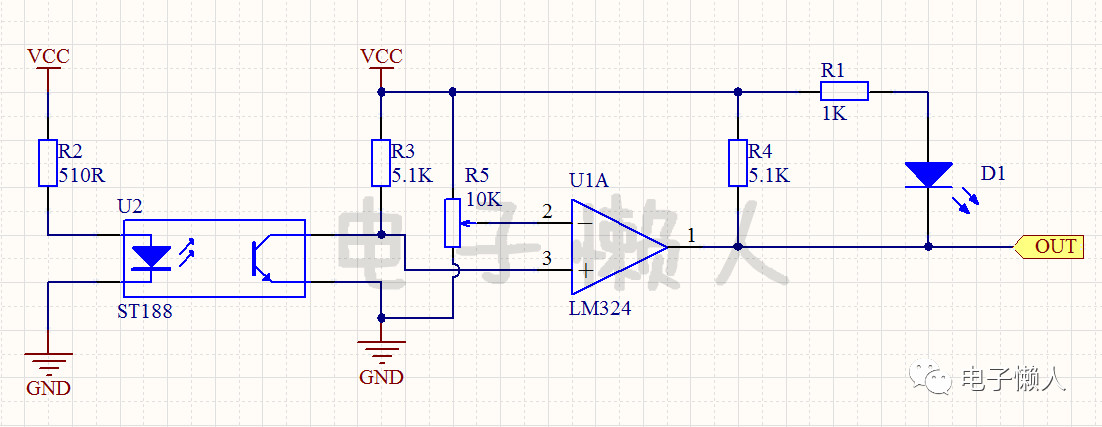 VCC
VCC
R1
1K
R2
510R
R3
5.1K
R5
10K
U1A
R4
5.1K
D1
U2
2
3
1
OUT
ST188
LM324
GND
GND
电子懒人
电子懒人